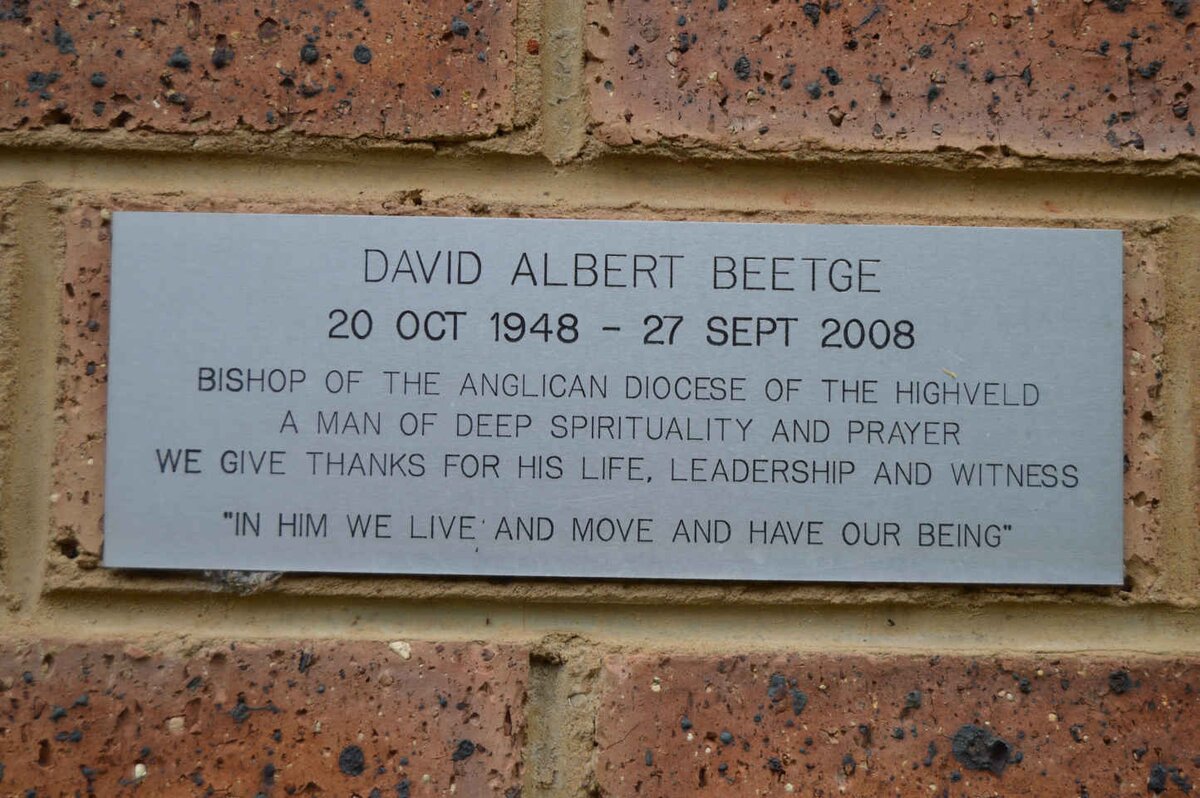 DAVID ALBERT BEETGE
20 OCT 1948 - 27 SEPT 2008
BISHOP OF THE ANGLICAN DIOCESE OF THE HIGHVELD
A MAN OF DEEP SPIRITUALITY AND PRAYER
WE GIVE THANKS FOR HIS LIFE, LEADERSHIP AND WITNESS
"IN HIM WE LIVE AND MOVE AND HAVE OUR BEING"